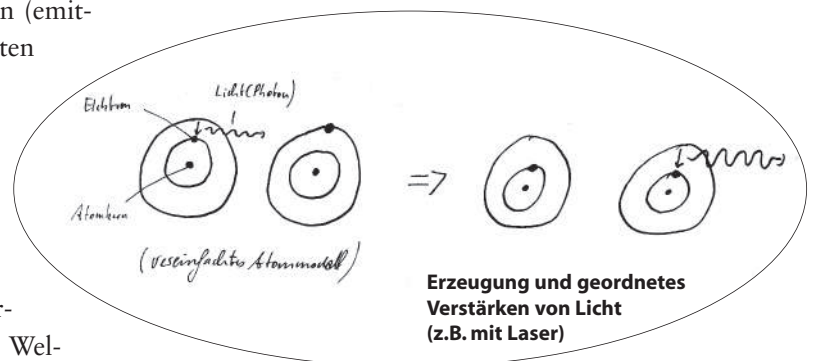 n (emit-
ten
Licht(Photon)
Elektron
Atomkern
=>
(vereinfachtes Atommodell)
Erzeugung und geordnetes
Verstärken von Licht
(z.B. mit Laser)
r-
Wel-